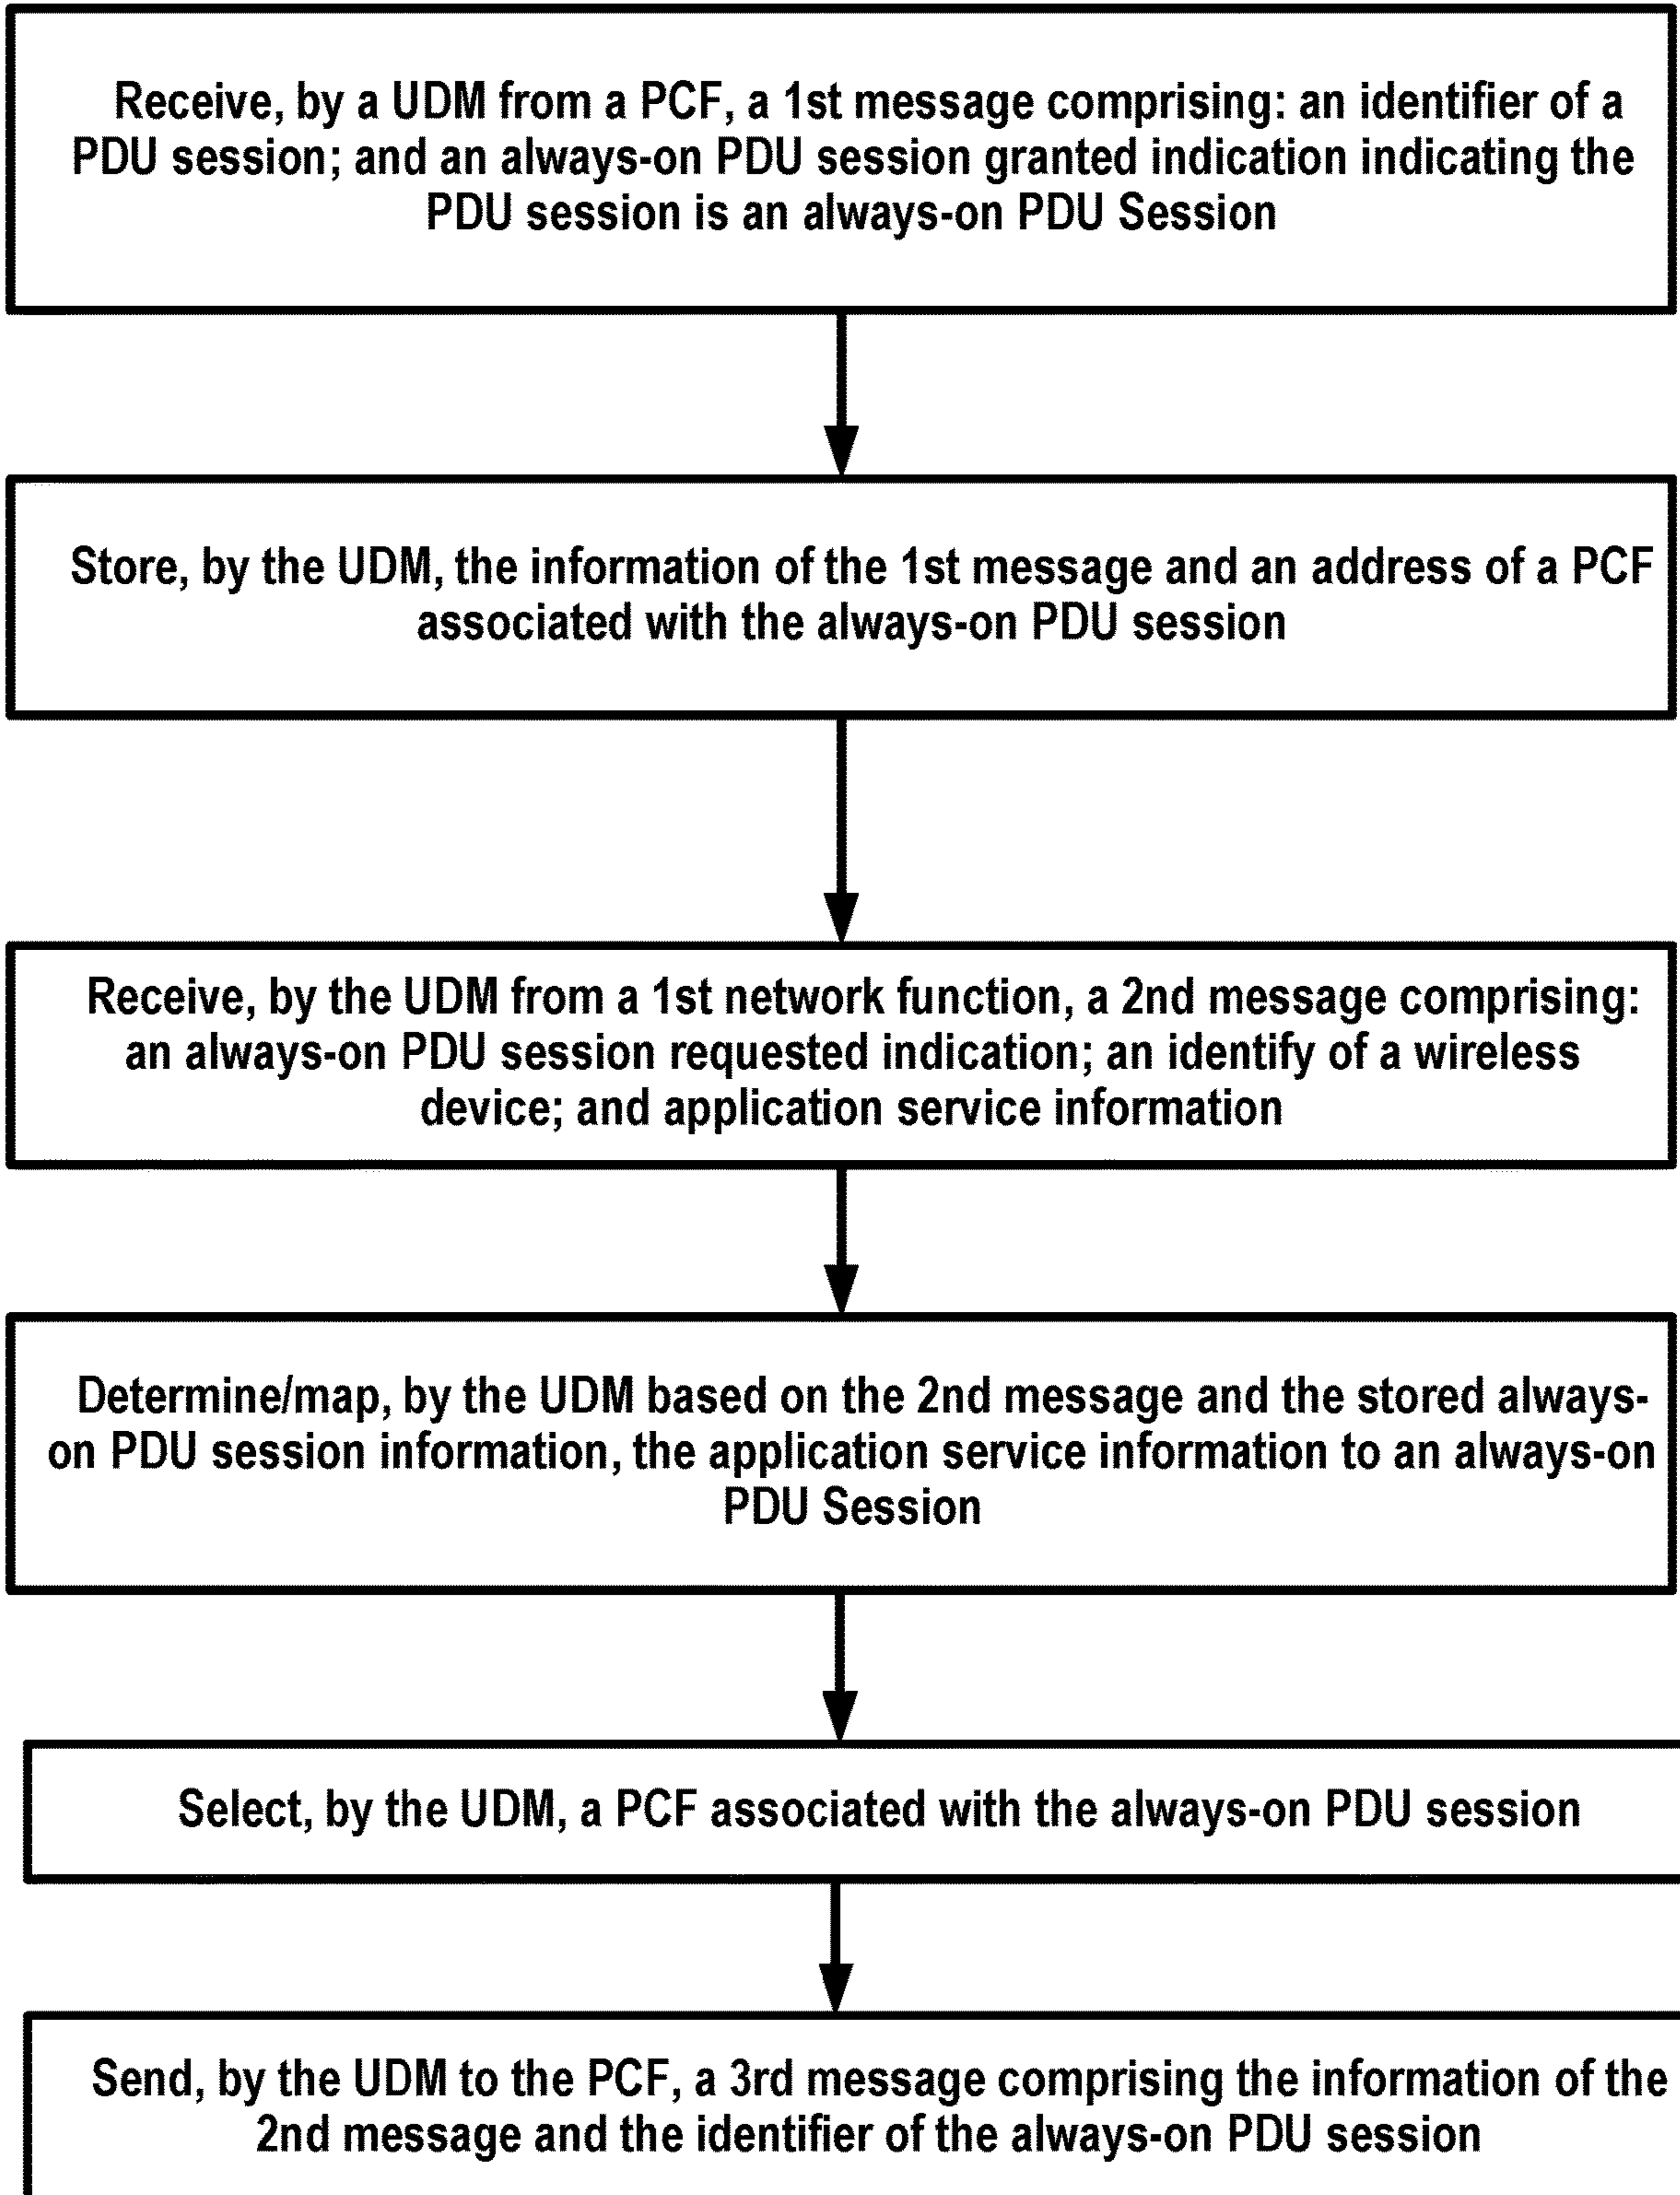 Receive, by a UDM from a PCF, a 1st message comprising: an identifier of a
PDU session; and an always-on PDU session granted indication indicating the
PDU session is an always-on PDU Session
Store, by the UDM, the information of the 1st message and an address of a PCF
associated with the always-on PDU session
Receive, by the UDM from a 1st network function, a 2nd message comprising:
an always-on PDU session requested indication; an identify of a wireless
device; and application service information
Determine/map, by the UDM based on the 2nd message and the stored always-
on PDU session information, the application service information to an always-on
PDU Session
Select, by the UDM, a PCF associated with the always-on PDU session
Send, by the UDM to the PCF, a 3rd message comprising the information of the
2nd message and the identifier of the always-on PDU session